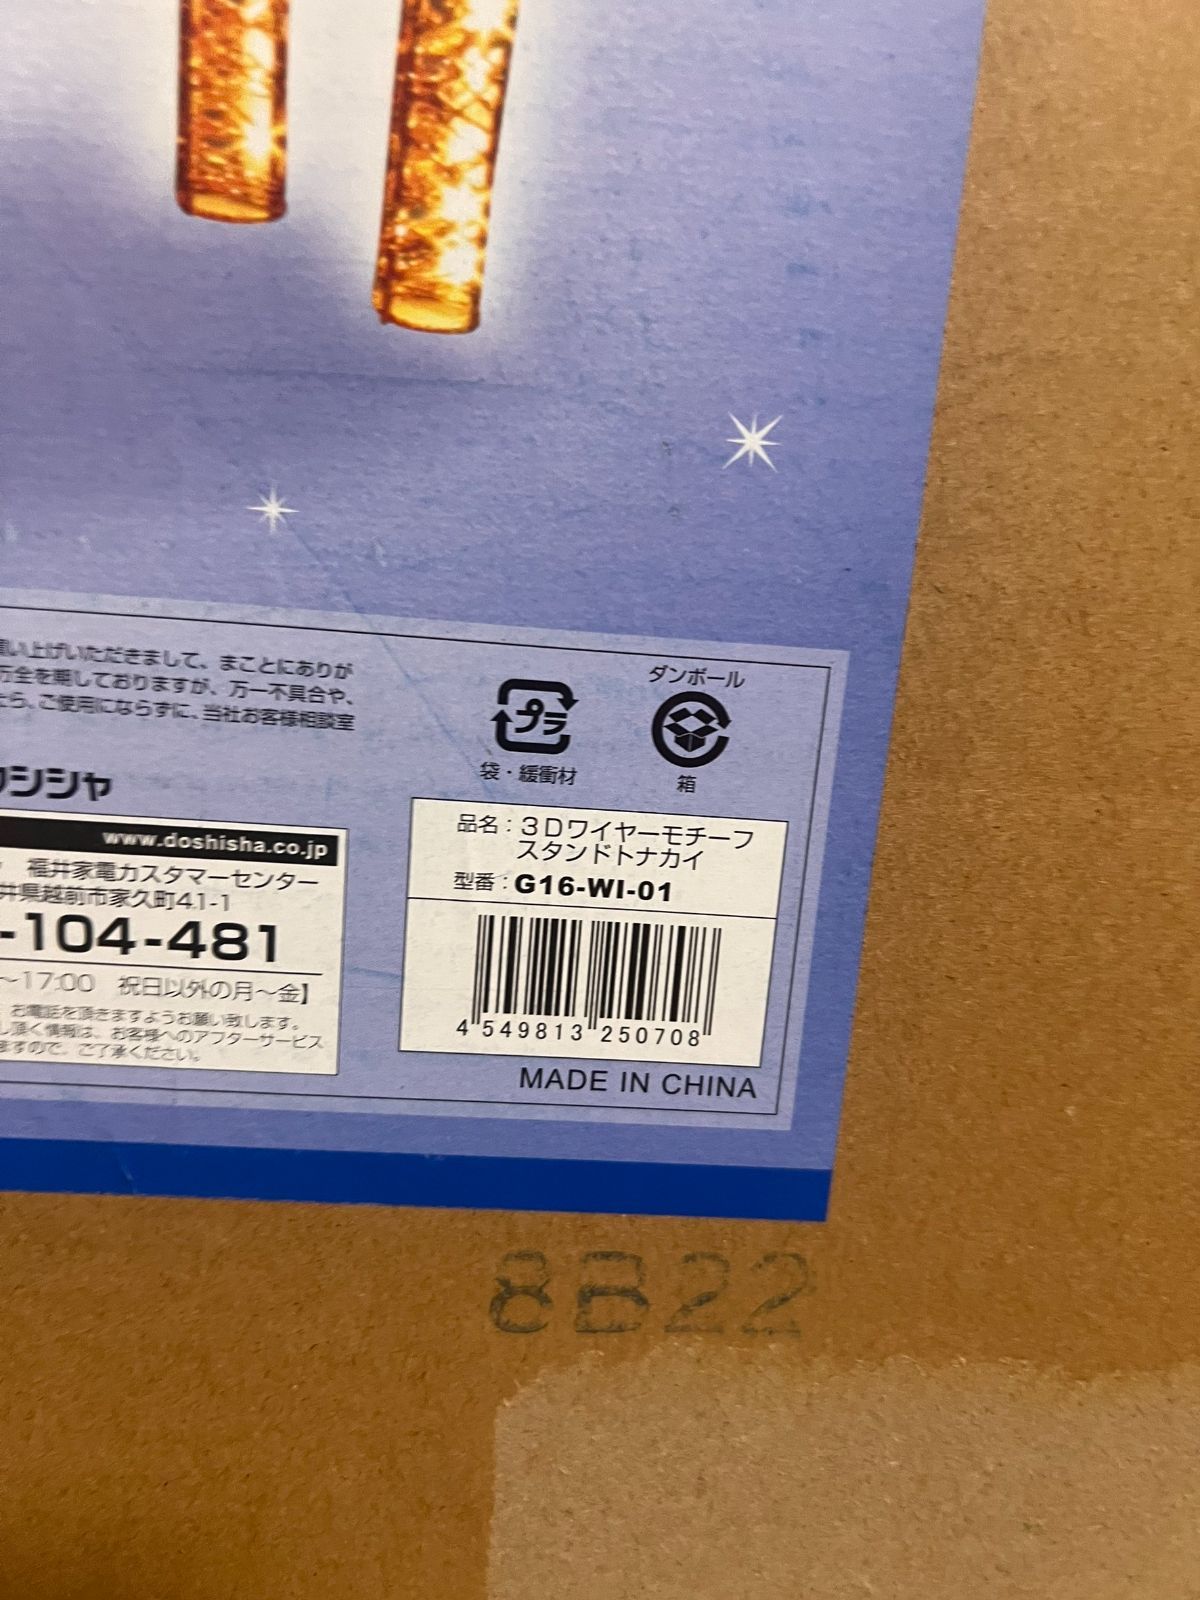 い上げいただきまして、まことにありが
万全を期しておりますが、万一不具合や、
たら、ご使用にならずに、当社お客様相談室
シシャ
www.doshisha.co.jp
福井家電カスタマーセンター
井県越前市家久町41-1
-104-481
～17:00 祝日以外の月～金】
お電話を頂きますようお願い致します。
し頂く情報は、お客様へのアフターサービス
ますので、ご了承ください。
プラ
袋・緩衝材
ダンボール
箱
品名：3Dワイヤーモチーフ
スタンドトナカイ
型番：G16-WI-01
4 549813 250708
MADE IN CHINA
8B22